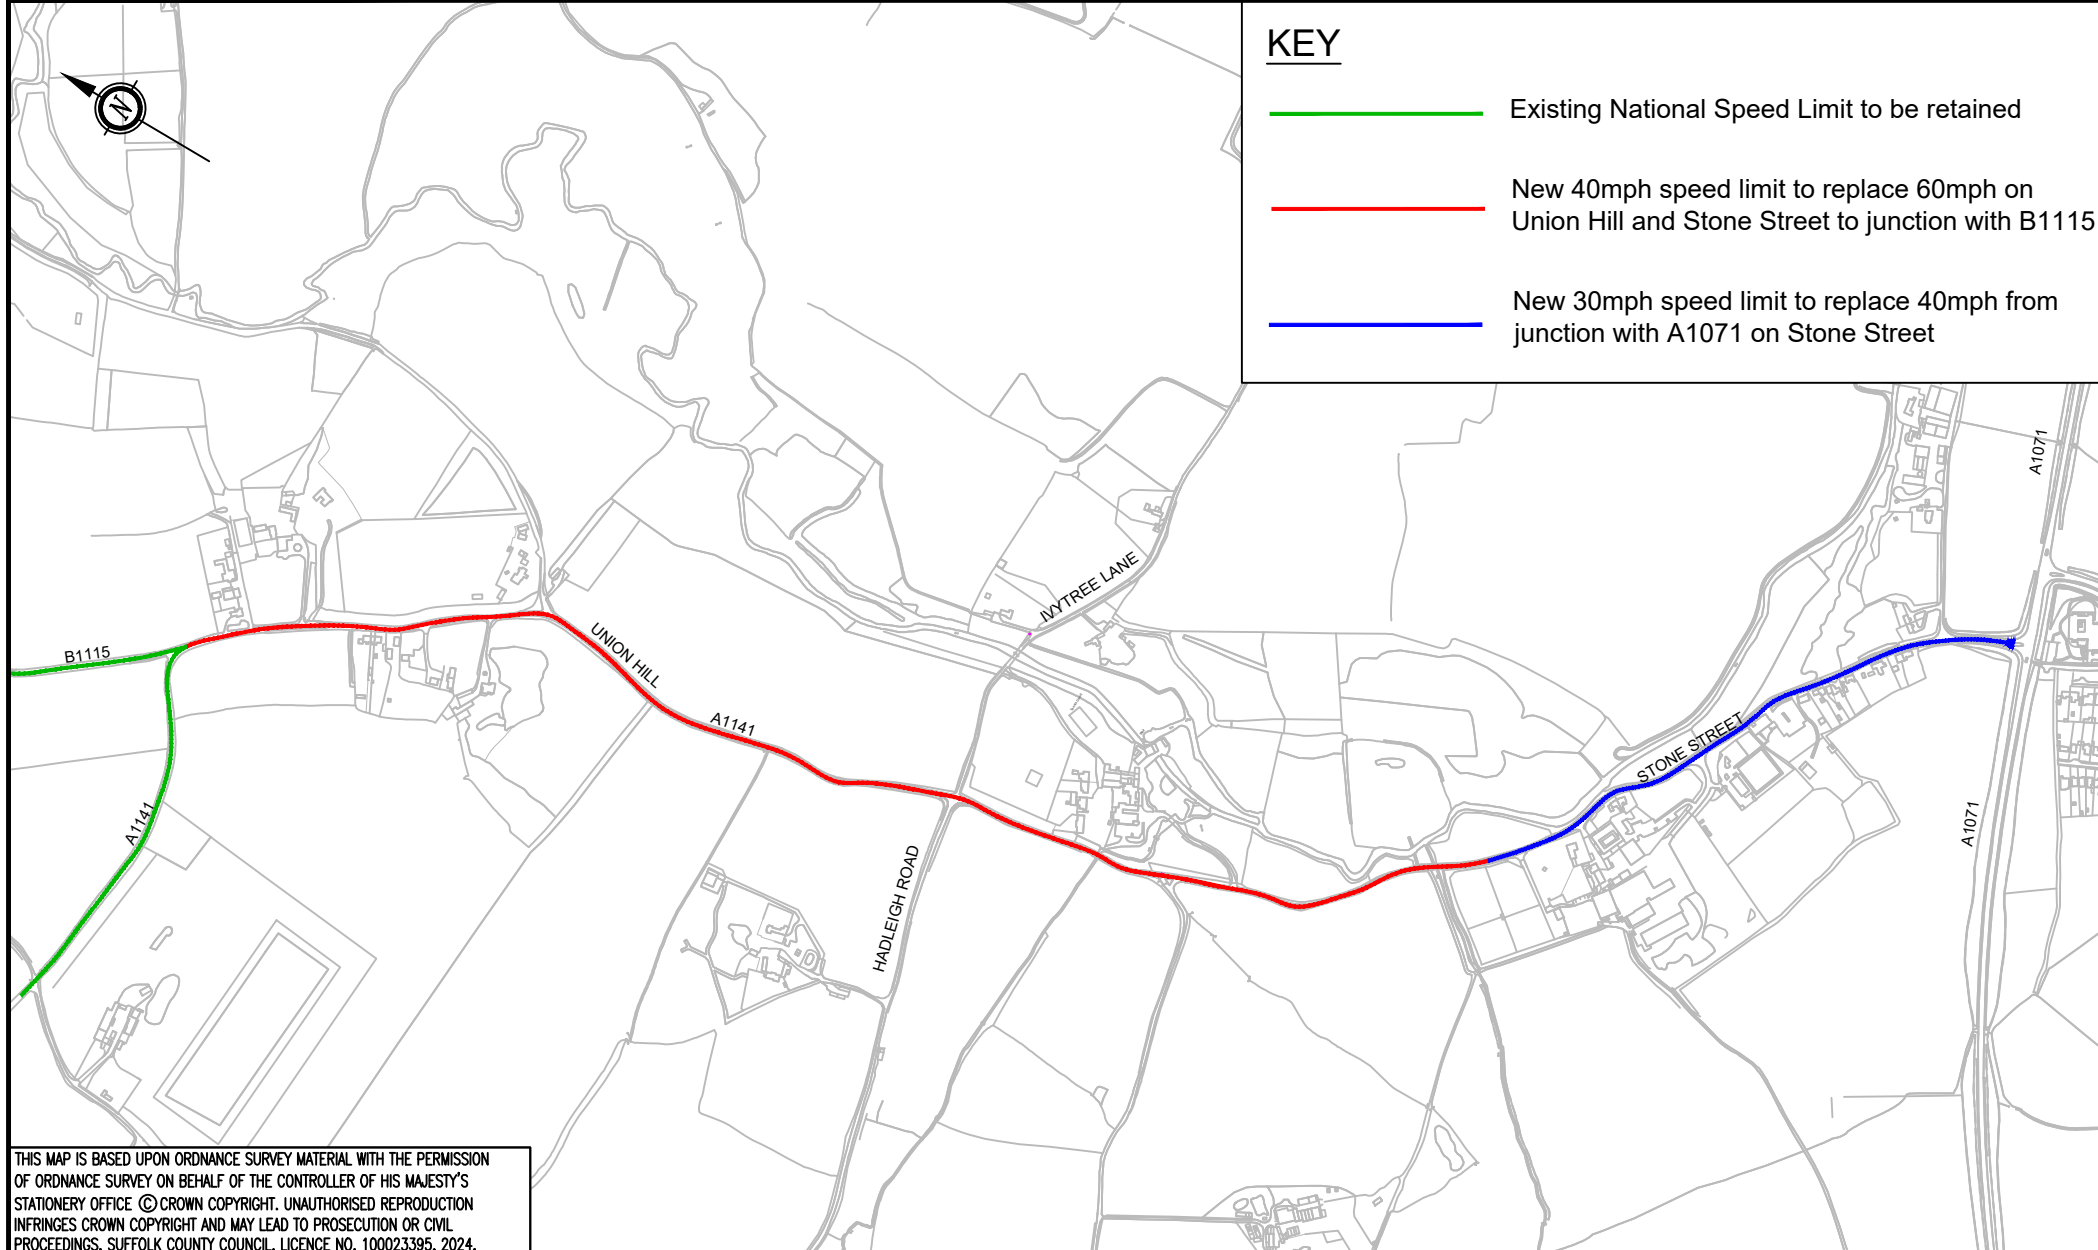 KEY
Existing National Speed Limit to be retained
New 40mph speed limit to replace 60mph on
Union Hill and Stone Street to junction with B1115
New 30mph speed limit to replace 40mph from
junction with A1071 on Stone Street
N
A1071
IVYTREE LANE
UNION HILL
B1115
A1141
STONE STREET
A1141
A1071
HADLEIGH ROAD
THIS MAP IS BASED UPON ORDNANCE SURVEY MATERIAL WITH THE PERMISSION
OF ORDNANCE SURVEY ON BEHALF OF THE CONTROLLER OF HIS MAJESTY'S
STATIONERY OFFICE © CROWN COPYRIGHT. UNAUTHORISED REPRODUCTION
INFRINGES CROWN COPYRIGHT AND MAY LEAD TO PROSECUTION OR CIVIL
PROCEEDINGS. SUFFOLK COUNTY COUNCIL. LICENCE NO. 100023395. 2024.